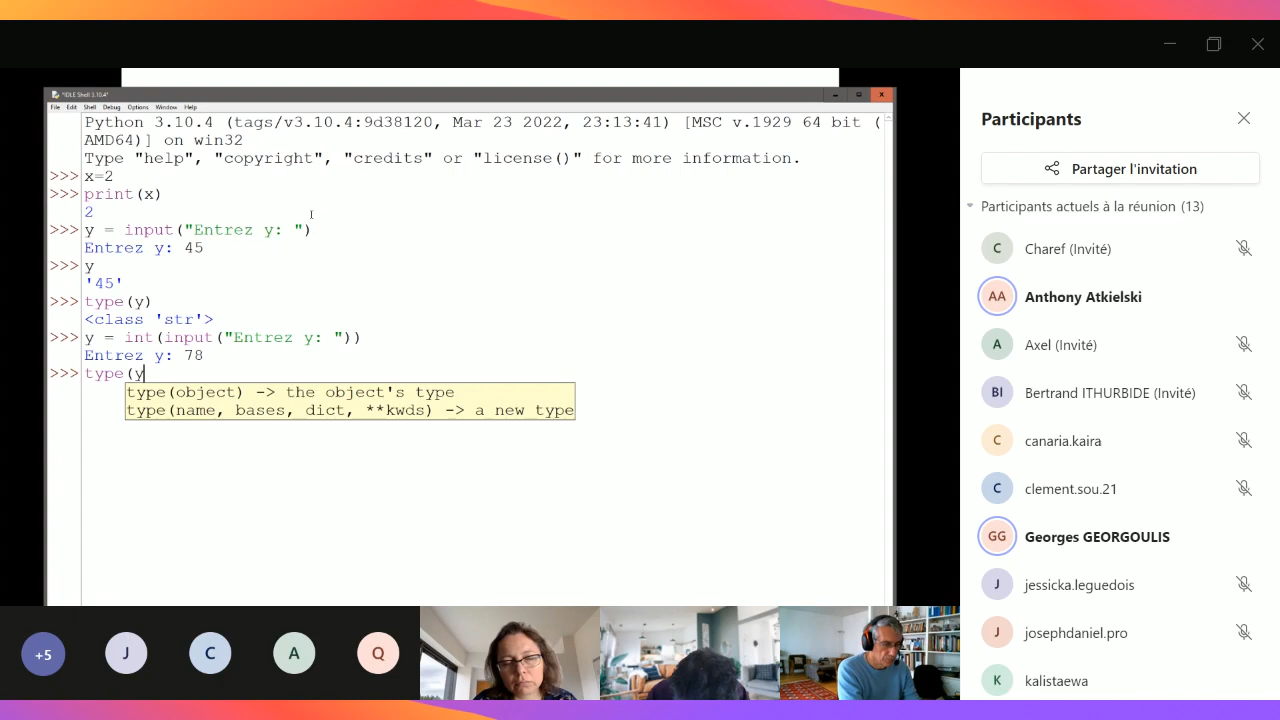 *IDLE Shell 3.10.4*
File Edit Shell Debug Options Window Help
Python 3.10.4 (tags/v3.10.4:9d38120, Mar 23 2022, 23:13:41) [MSC v.1929 64 bit (
AMD64)] on win32
Type "help", "copyright", "credits" or "license()" for more information.
>>> x=2
>>> print(x)
2
>>> y = input("Entrez y: ")
Entrez y: 45
>>> y
'45'
>>> type(y)
<class 'str'>
>>> y = int(input("Entrez y: "))
Entrez y: 78
>>> type(y
type(object) -> the object's type
type(name, bases, dict, **kwds) -> a new type
+5
J
C
A
Q
Participants
Partager l'invitation
Participants actuels à la réunion (13)
C Charef (Invité)
AA Anthony Atkielski
A Axel (Invité)
BI Bertrand ITHURBIDE (Invité)
C canaria.kaira
C clement.sou.21
GG Georges GEORGOULIS
J jessicka.leguedois
J josephdaniel.pro
K kalistaewa